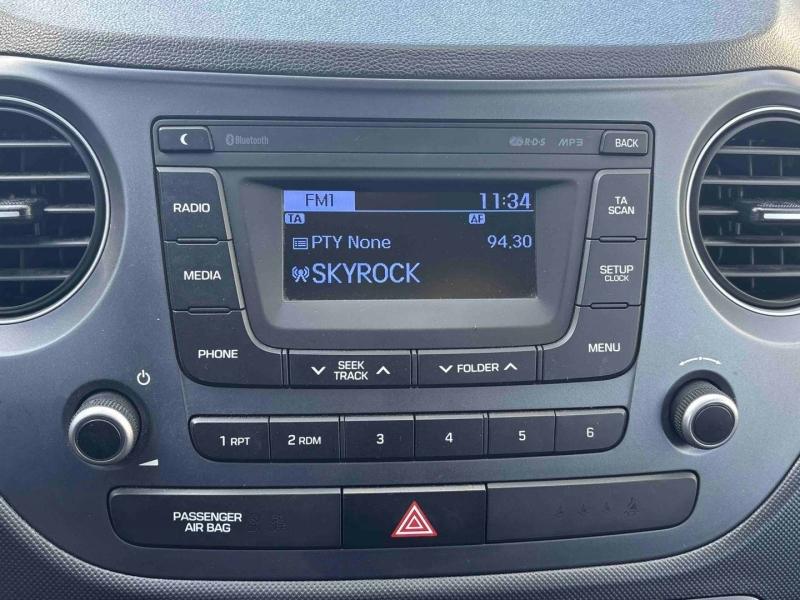 Bluetooth
R·D·S
MP3
BACK
RADIO
MEDIA
PHONE
FM1
11:34
TA
AF
PTY None
94.30
SKYROCK
TA
SCAN
SETUP
CLOCK
MENU
SEEK
TRACK
FOLDER
1 RPT
2 RDM
3
4
5
6
PASSENGER
AIR BAG